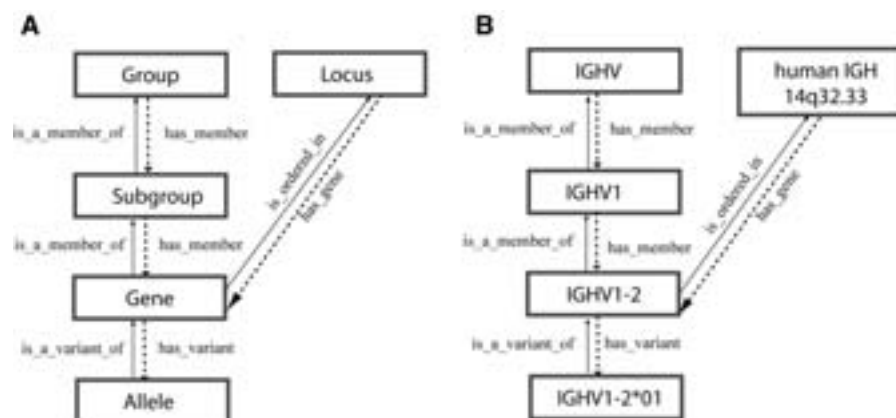 A
Group
Locus
is_a_member_of
has_member
is_ordered_in
has_gene
Subgroup
is_a_member_of
has_member
Gene
is_a_variant_of
has_variant
Allele
B
IGHV
human IGH
14q32.33
is_a_member_of
has_member
is_ordered_in
has_gene
IGHV1
is_a_member_of
has_member
IGHV1-2
is_a_variant_of
has_variant
IGHV1-2*01